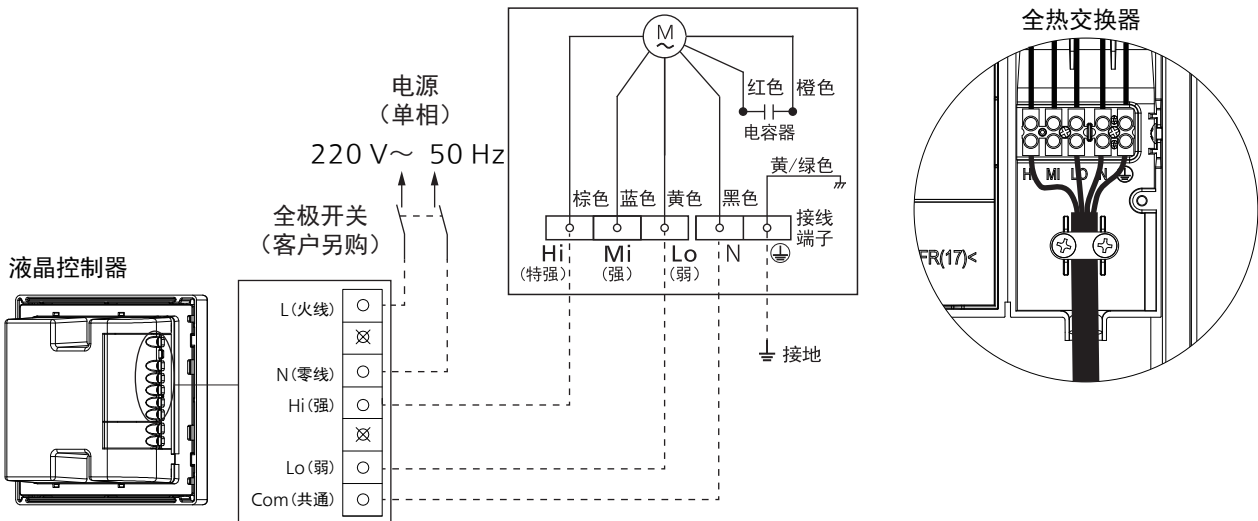 全热交换器
M
~
电源
(单相)
220 V～ 50 Hz
红色 橙色
电容器
黄/绿色
棕色 蓝色 黄色 黑色
接线
端子
全极开关
(客户另购)
Hi Mi Lo N
(特强) (强) (弱)
HI MI LO N
FR(17)<
液晶控制器
L(火线)
N(零线)
Hi(强)
Lo(弱)
Com(共通)
接地